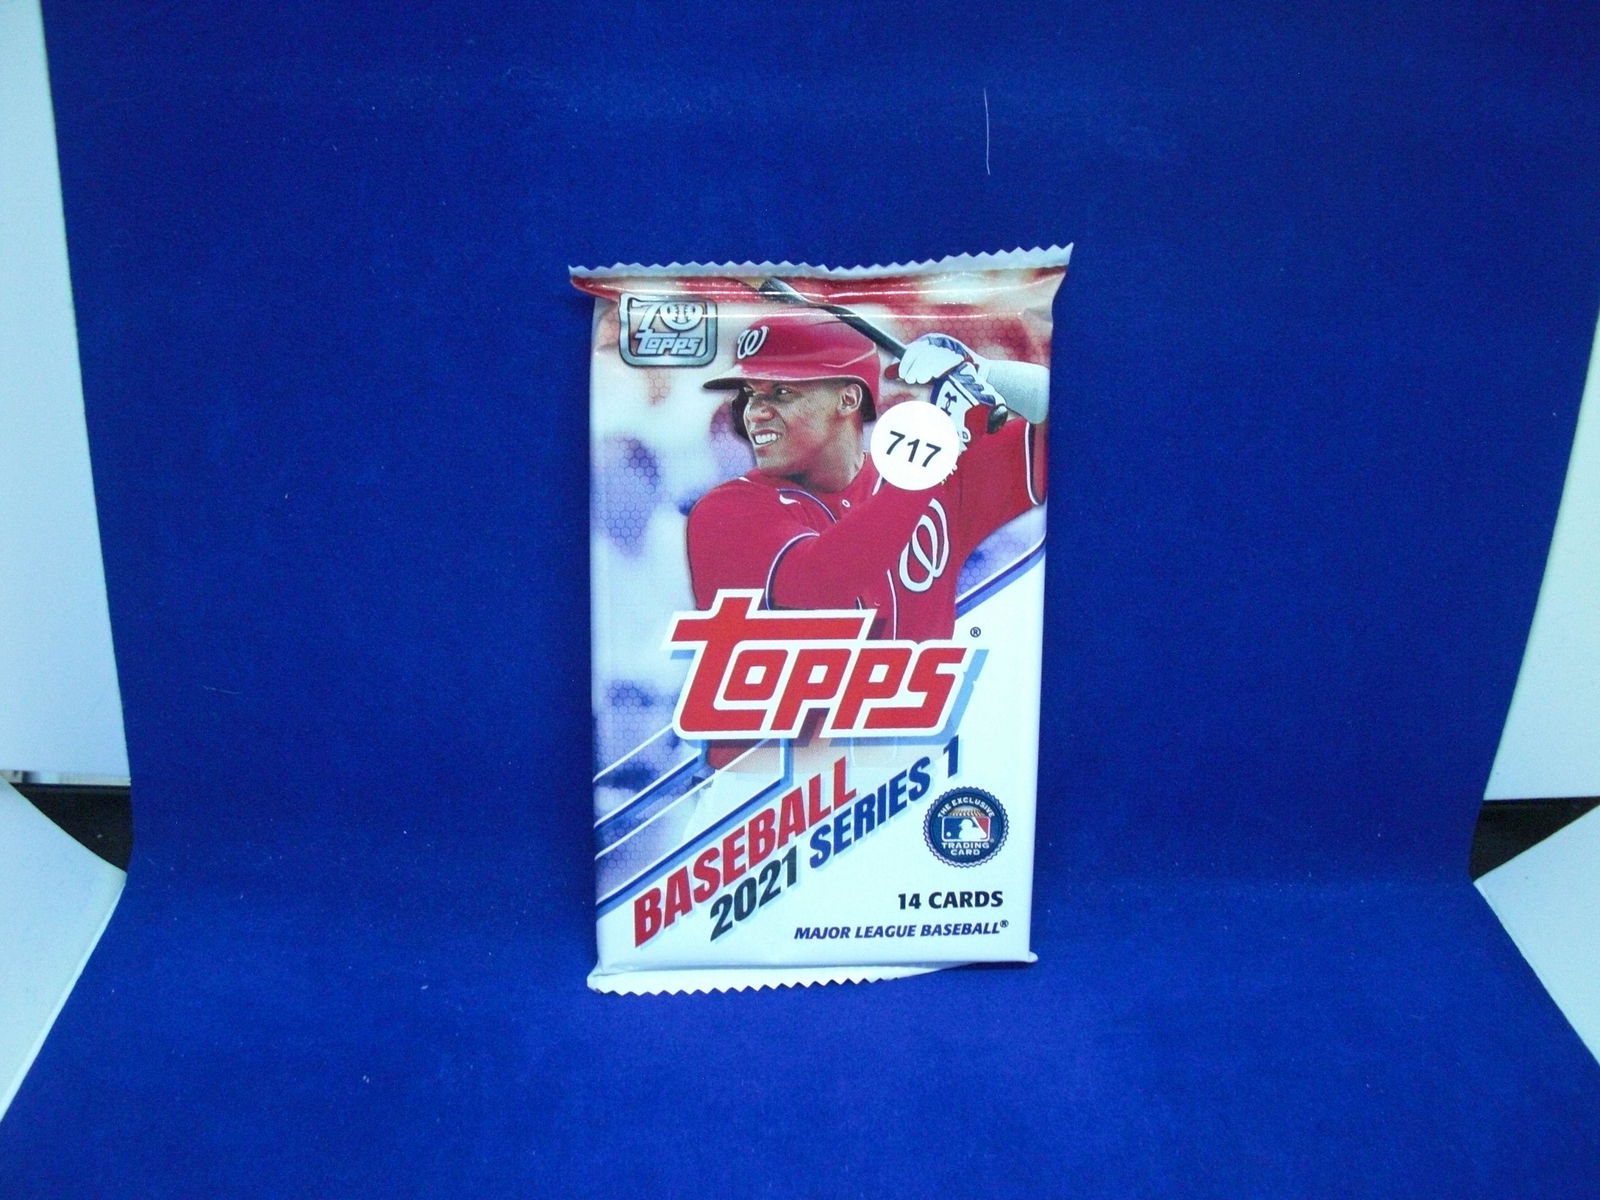 70
TOPPS
W
717
W
Topps®
BASEBALL
2021 SERIES 1
THE EXCLUSIVE
TRADING
CARD
14 CARDS
MAJOR LEAGUE BASEBALL®